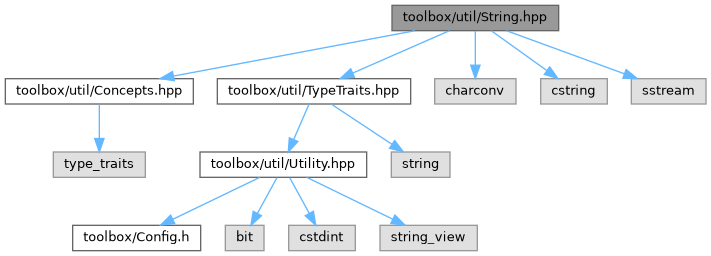 toolbox/util/String.hpp
toolbox/util/Concepts.hpp
toolbox/util/TypeTraits.hpp
charconv
cstring
sstream
type_traits
toolbox/util/Utility.hpp
string
toolbox/Config.h
bit
cstdint
string_view